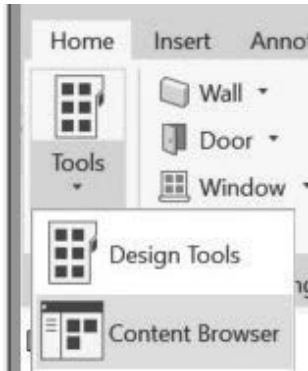 Home Insert
Wall
Door
Tools
Window
Design Tools
Content Browser